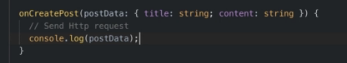 onCreatePost(postData: { title: string; content: string }) {
// Send Http request
console.log(postData);
}